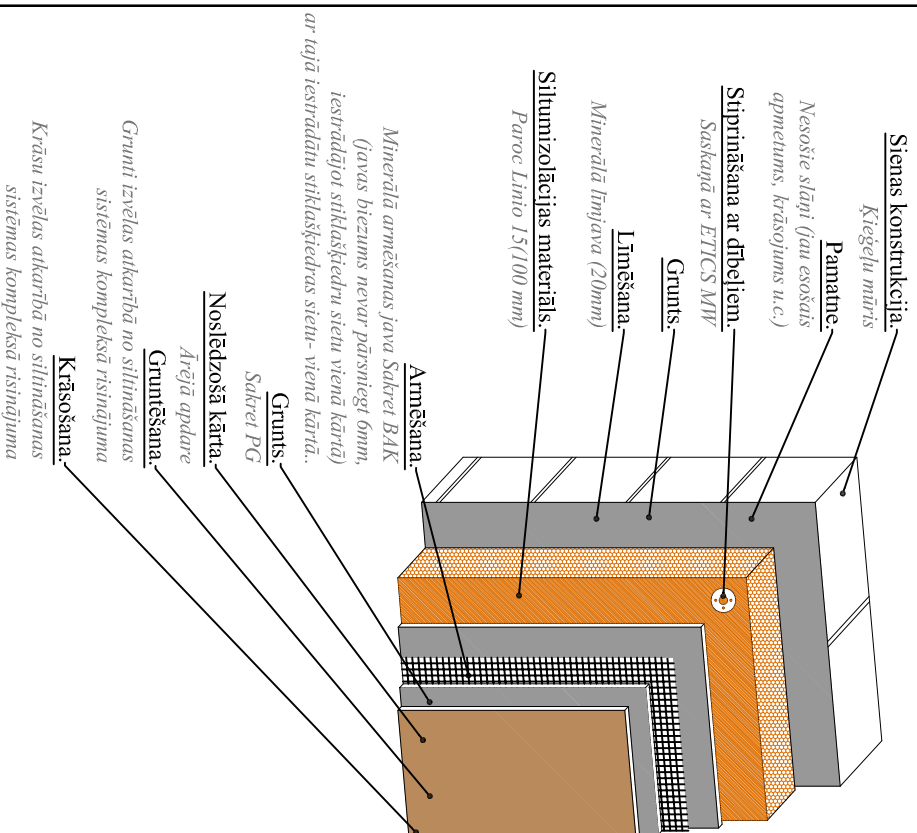 Sienas konstrukcija.
Ķieģeļu mūris
Pamatne.
Nesošie slāņi (jau esošais
apmetums, krāsojums u.c.)
Stiprināšana ar dībeļiem.
Saskaņā ar ETICS MW
Grunts.
Līmēšana.
Minerālā līmjava (20mm)
Siltumizolācijas materiāls.
Paroc Linio 15(100 mm)
Armēšana.
Minerālā armēšanas java Sakret BAK
(javas biezums nevar pārsniegt 6mm,
iestrādājot stiklašķiedru sietu vienā kārtā)
ar tajā iestrādātu stiklašķiedras sietu- vienā kārtā..
Grunts.
Sakret PG
Noslēdzošā kārta.
Ārējā apdare
Gruntēšana.
Grunti izvēlas atkarībā no siltināšanas
sistēmas kompleksā risinājuma
Krāsošana.
Krāsu izvēlas atkarībā no siltināšanas
sistēmas kompleksā risinājuma